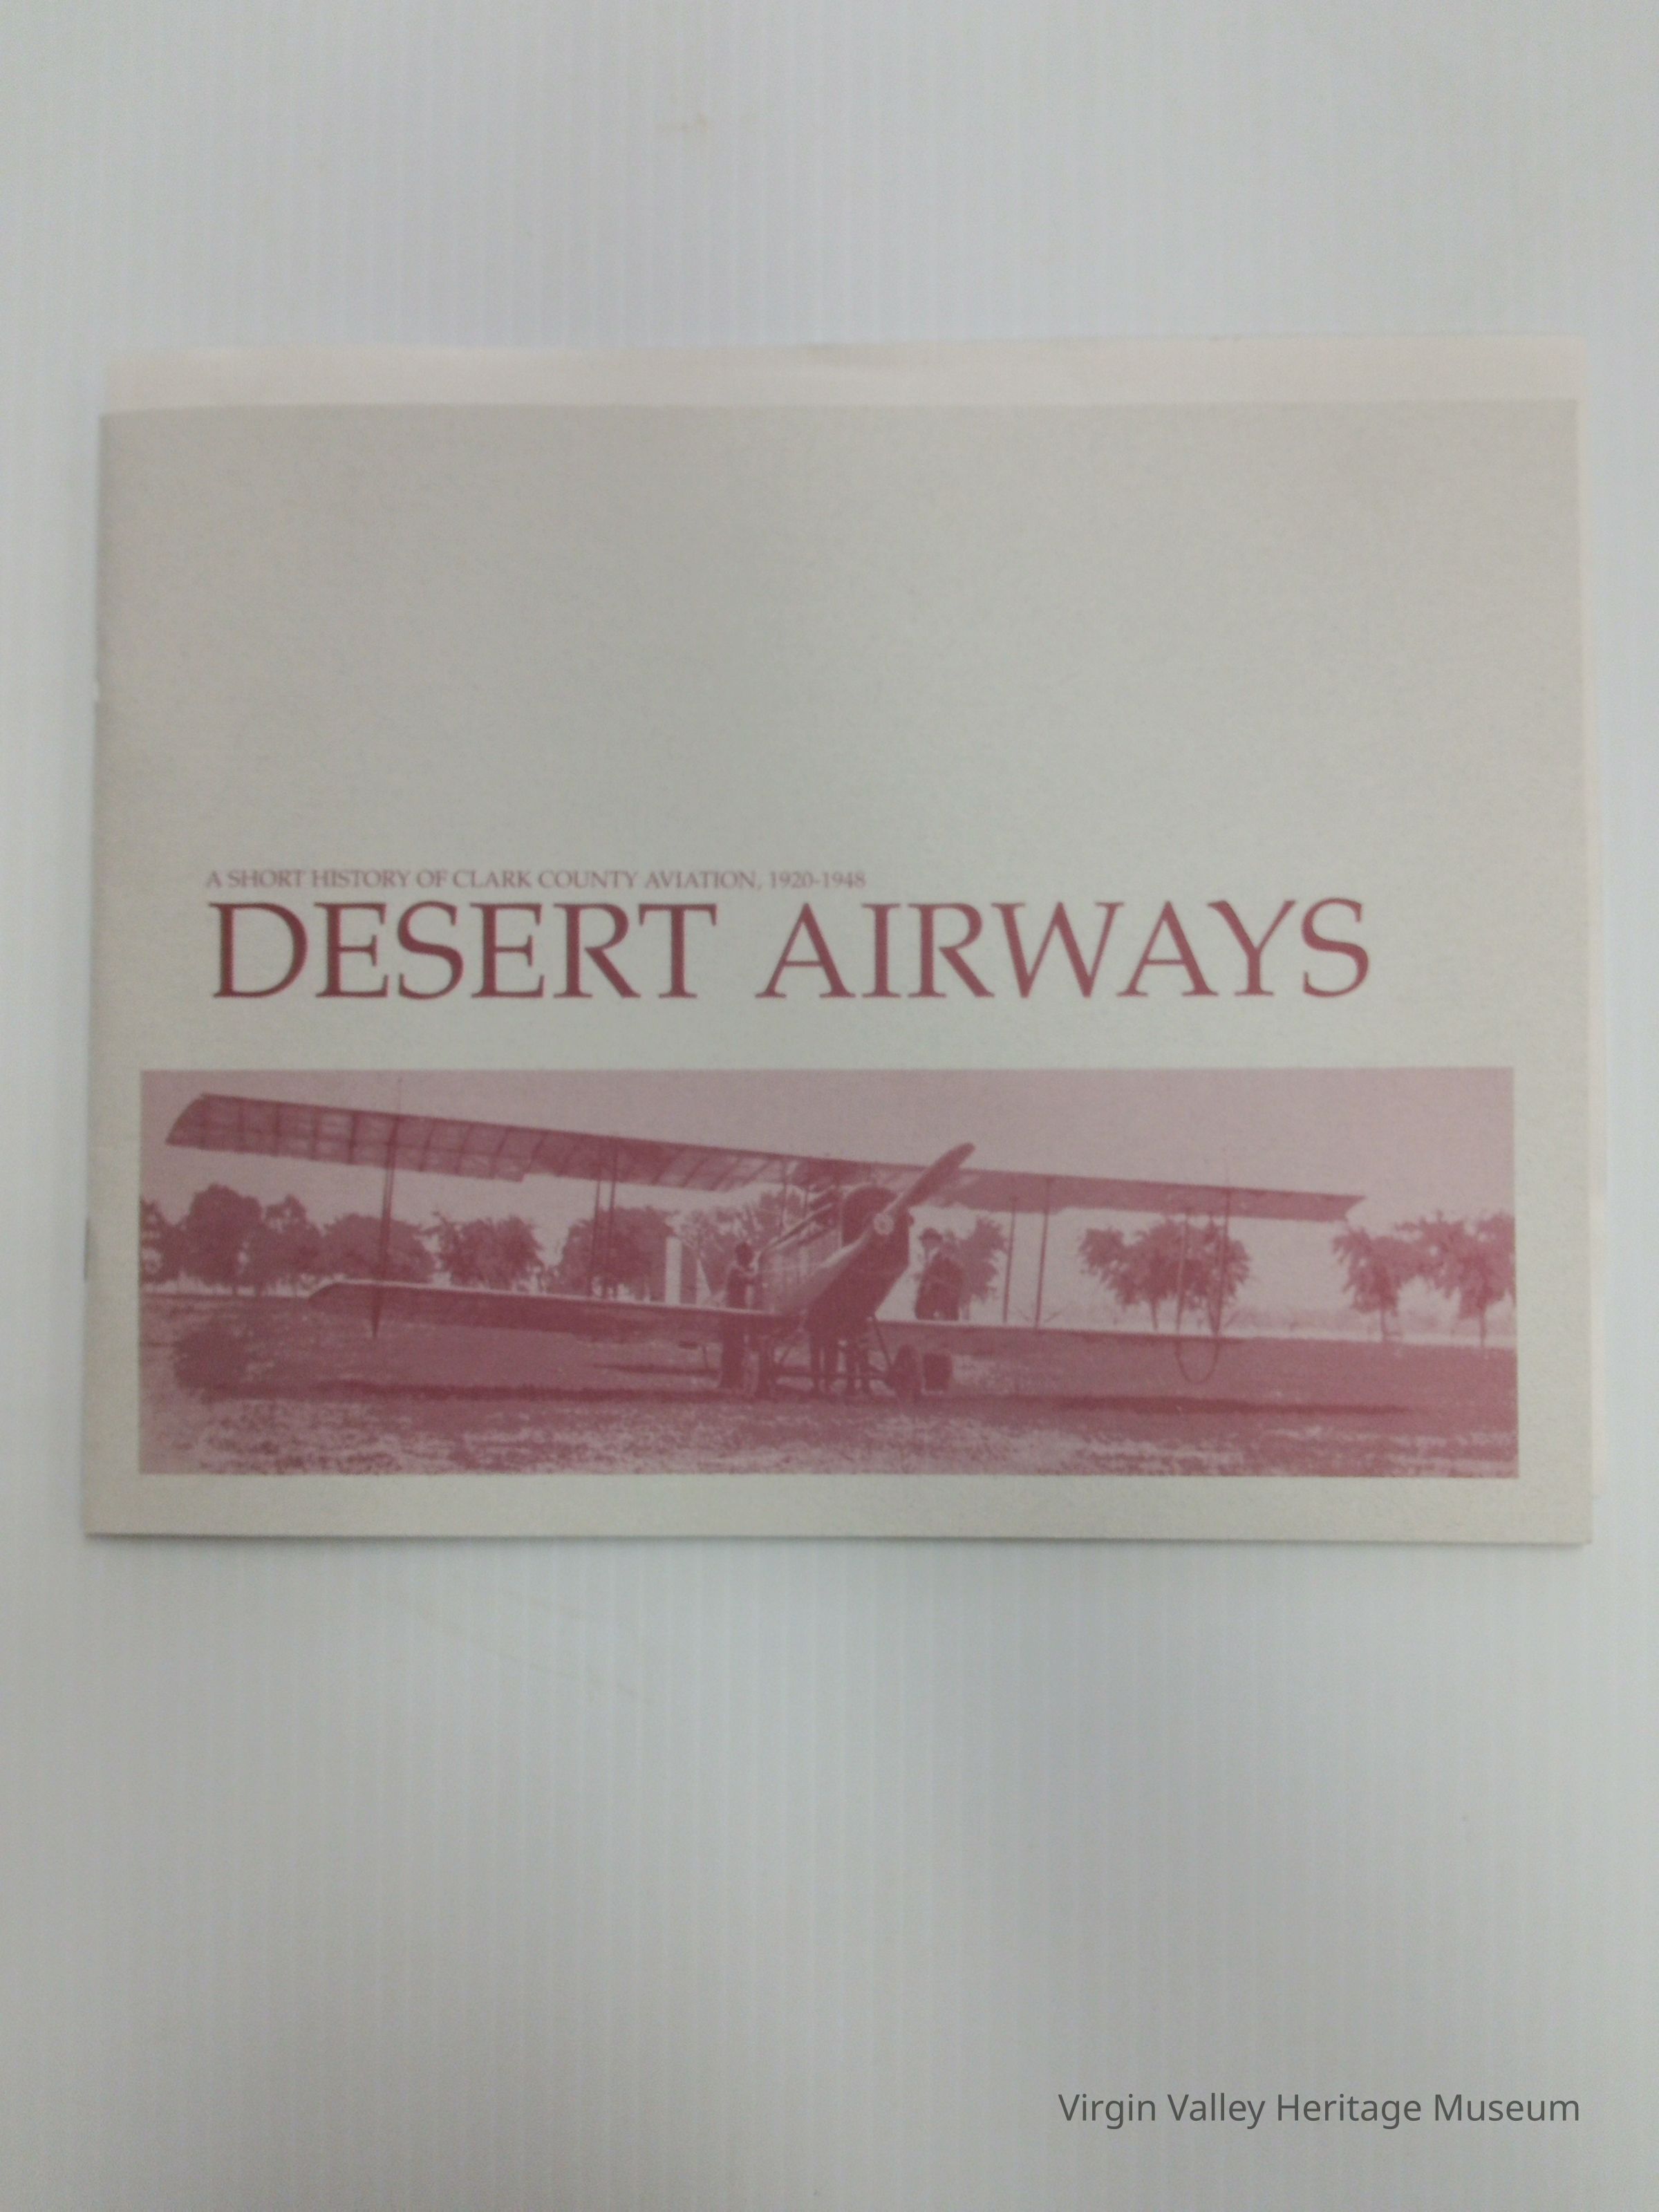 A SHORT HISTORY OF CLARK COUNTY AVIATION, 1920-1948
DESERT AIRWAYS
Virgin Valley Heritage Museum